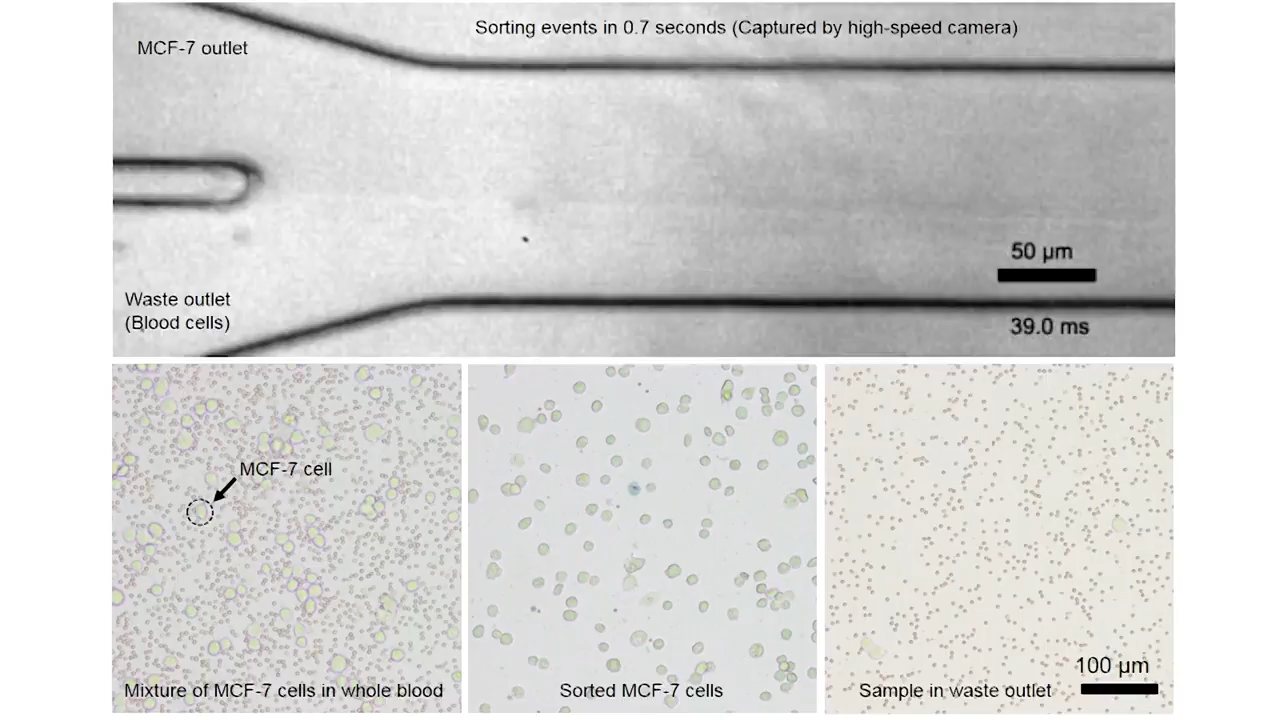 Sorting events in 0.7 seconds (Captured by high-speed camera)
MCF-7 outlet
50 µm
Waste outlet
(Blood cells)
39.0 ms
MCF-7 cell
100 µm
Mixture of MCF-7 cells in whole blood
Sorted MCF-7 cells
Sample in waste outlet